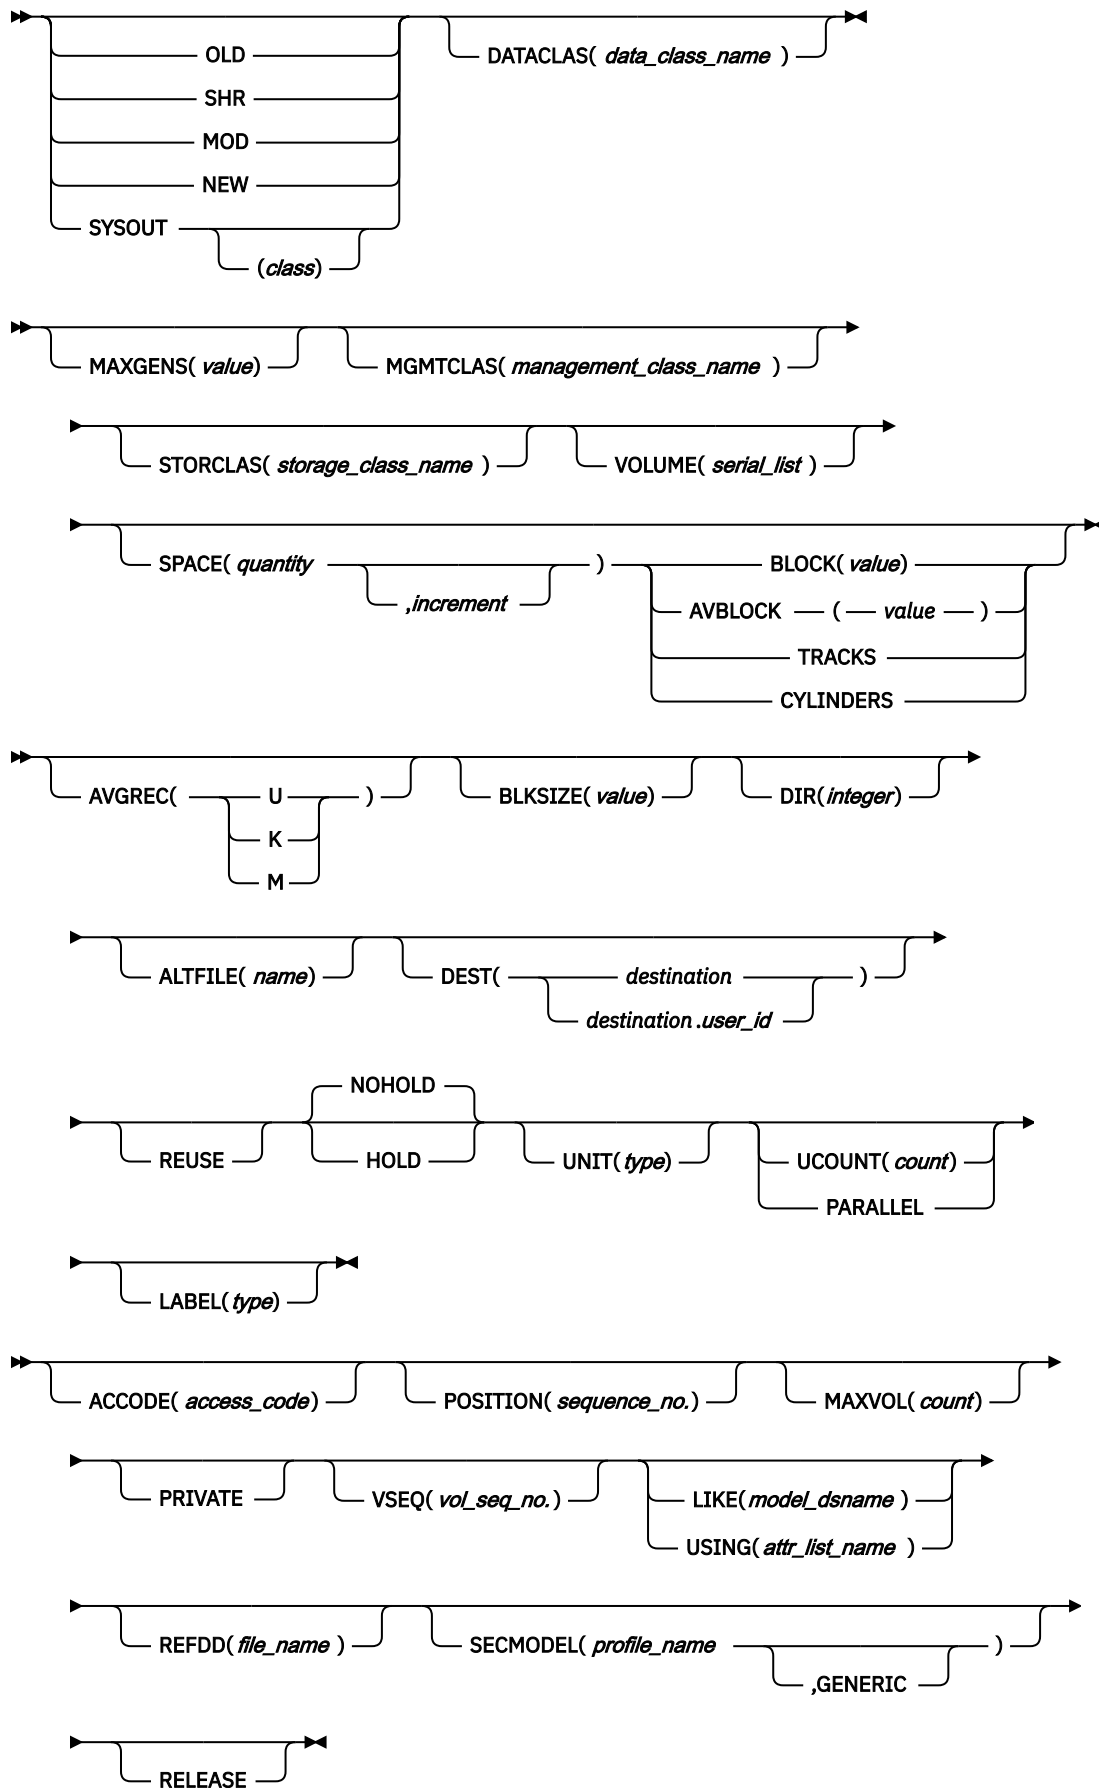 OLD
DATACLAS( data_class_name )
SHR
MOD
NEW
SYSOUT
(class)
MAXGENS( value) MGMTCLAS( management_class_name )
STORCLAS( storage_class_name ) VOLUME( serial_list )
SPACE( quantity ) BLOCK( value)
,increment AVBLOCK ( value )
TRACKS
CYLINDERS
AVGREC( U ) BLKSIZE( value) DIR(integer)
K
M
ALTFILE( name) DEST( destination )
destination .user_id
NOHOLD
REUSE HOLD UNIT( type) UCOUNT( count)
PARALLEL
LABEL( type)
ACCODE( access_code) POSITION( sequence_no.) MAXVOL( count)
PRIVATE VSEQ( vol_seq_no.) LIKE( model_dsname )
USING( attr_list_name )
REFDD( file_name ) SECMODEL( profile_name )
,GENERIC
RELEASE